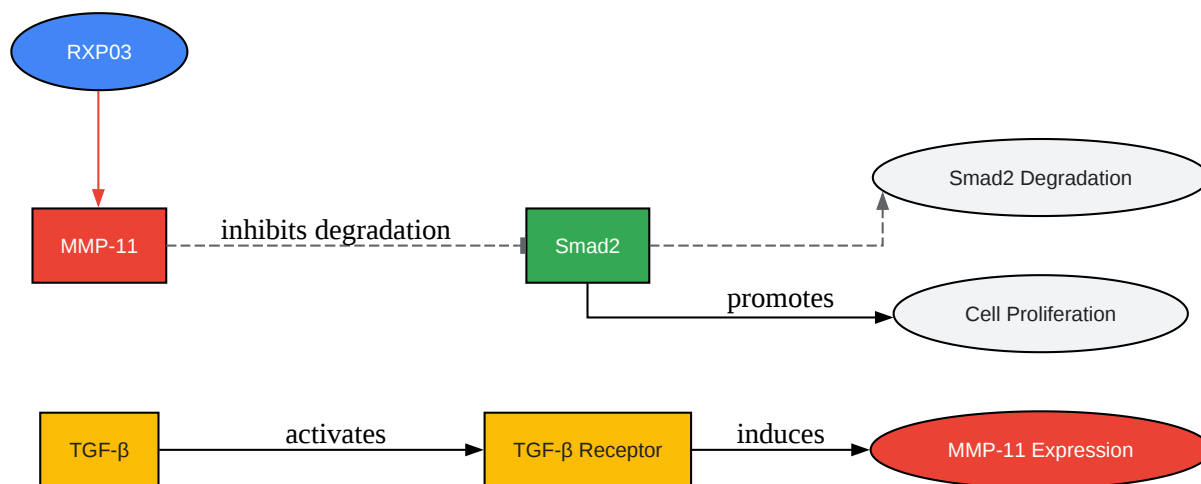 RXP03
Smad2 Degradation
MMP-11
inhibits degradation
Smad2
promotes
Cell Proliferation
TGF-β
activates
TGF-β Receptor
induces
MMP-11 Expression